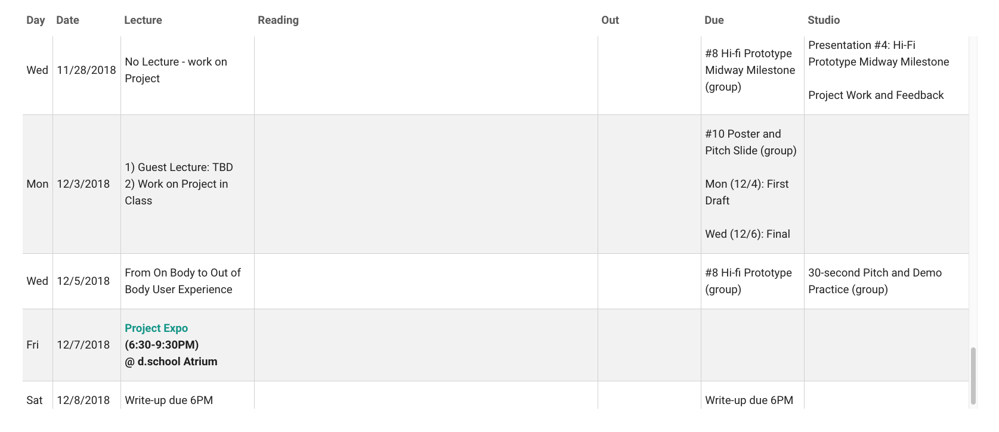 Day Date Lecture Reading Out Due Studio
Wed 11/28/2018
No Lecture - work on
Project
#8 Hi-fi Prototype
Midway Milestone
(group)
Presentation #4: Hi-Fi
Prototype Midway Milestone
Project Work and Feedback
Mon 12/3/2018
1) Guest Lecture: TBD
2) Work on Project in
Class
#10 Poster and
Pitch Slide (group)
Mon (12/4): First
Draft
Wed (12/6): Final
Wed 12/5/2018
From On Body to Out of
Body User Experience
#8 Hi-fi Prototype
(group)
30-second Pitch and Demo
Practice (group)
Fri 12/7/2018
Project Expo
(6:30-9:30PM)
@ d.school Atrium
Sat 12/8/2018 Write-up due 6PM Write-up due 6PM